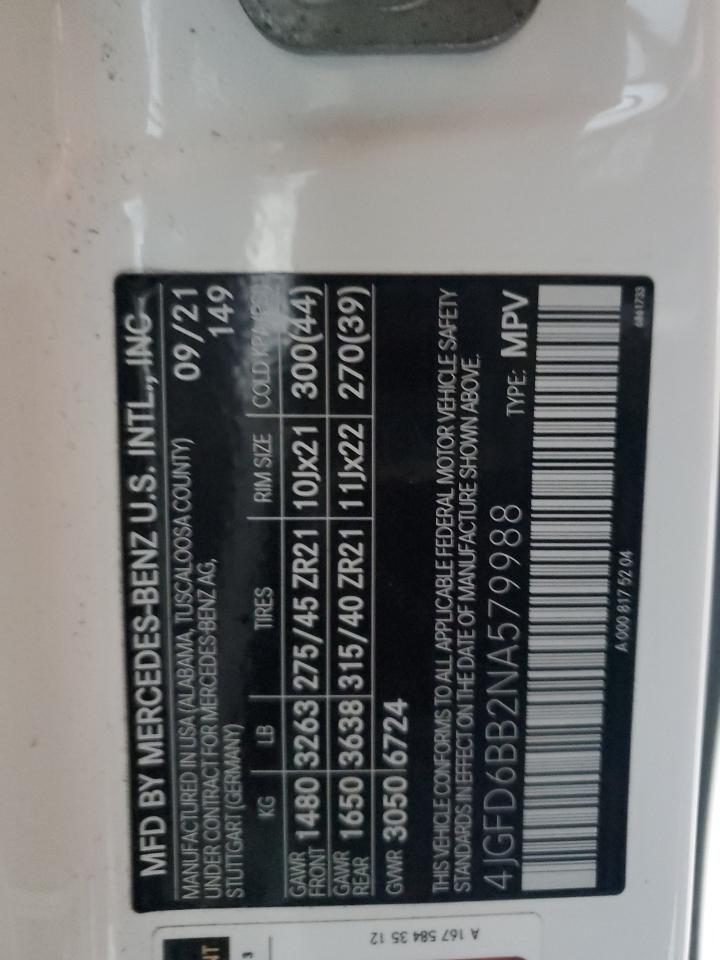 MFD BY MERCEDES-BENZ U.S. INTL., INC
MANUFACTURED IN USA (ALABAMA, TUSCALOOSA COUNTY) 09/21
UNDER CONTRACT FOR MERCEDES-BENZ AG, 149
STUTTGART (GERMANY)
KG LB TIRES RIM SIZE COLD
GAWR FRONT 1480 3263 275/45 ZR21 10Jx21 300(44)
GAWR REAR 1650 3638 315/40 ZR21 11Jx22 270(39)
GVWR 3050 6724
THIS VEHICLE CONFORMS TO ALL APPLICABLE FEDERAL MOTOR VEHICLE SAFETY
STANDARDS IN EFFECT ON THE DATE OF MANUFACTURE SHOWN ABOVE.
4JGFD6BB2NA579988 TYPE: MPV
A 000 817 52 04 6861733
A 167 584 35 12
NT
3